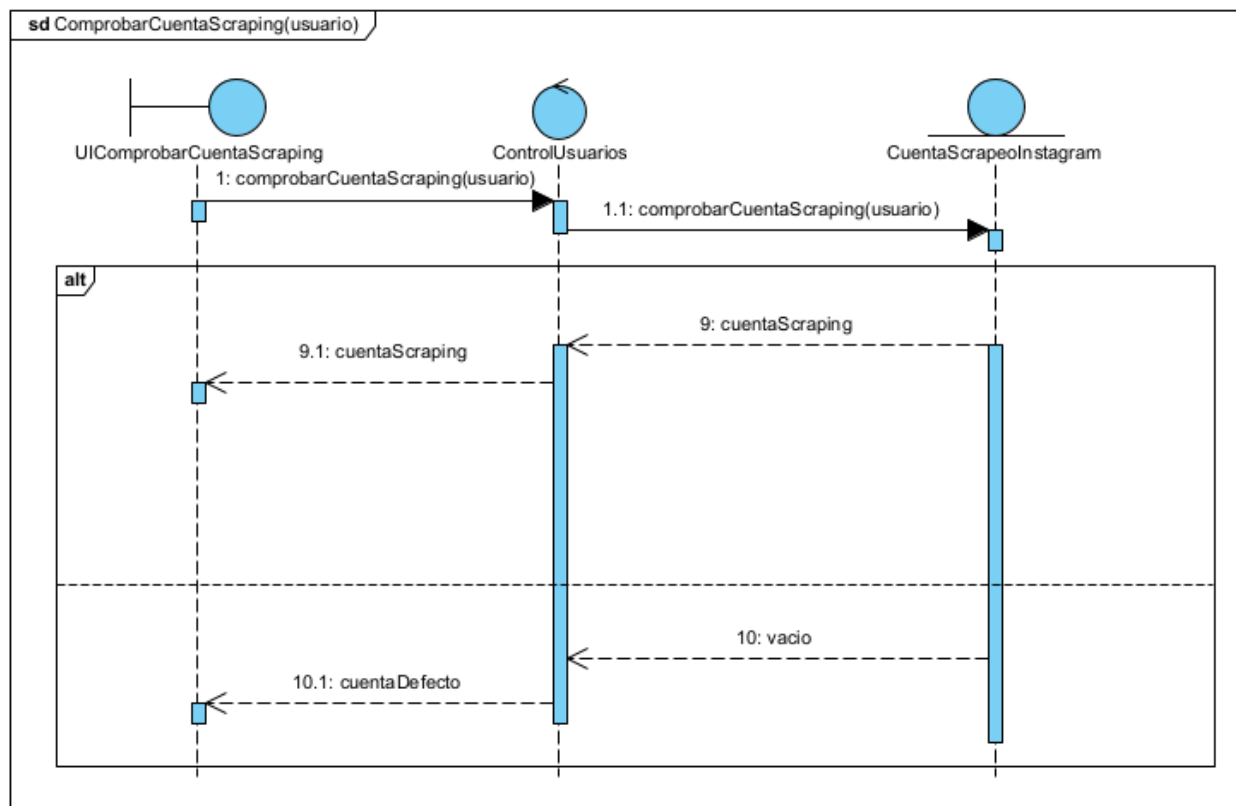 sd ComprobarCuentaScraping(usuario)
UIComprobarCuentaScraping
ControlUsuarios
CuentaScrapeoInstagram
1: comprobarCuentaScraping(usuario)
1.1: comprobarCuentaScraping(usuario)
alt
9: cuentaScraping
9.1: cuentaScraping
10: vacio
10.1: cuentaDefecto